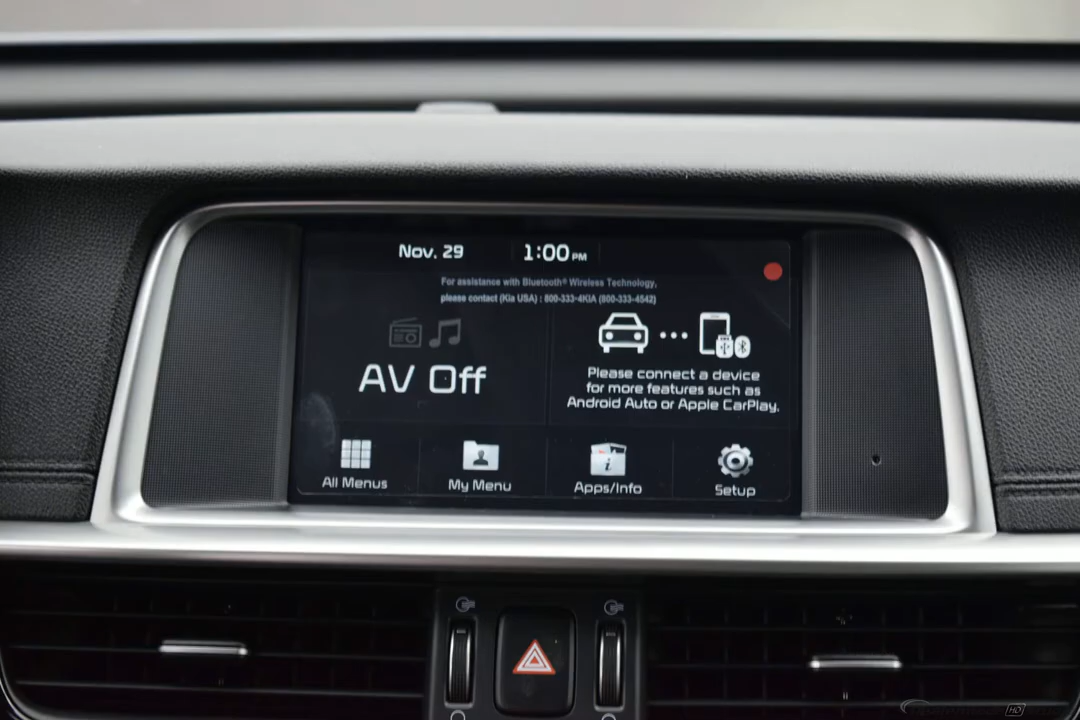 Nov. 29 1:00 PM
For assistance with Bluetooth® Wireless Technology,
please contact (Kia USA) : 800-333-4KIA (800-333-4542)
AV Off
Please connect a device
for more features such as
Android Auto or Apple CarPlay.
All Menus
My Menu
Apps/Info
Setup
HD